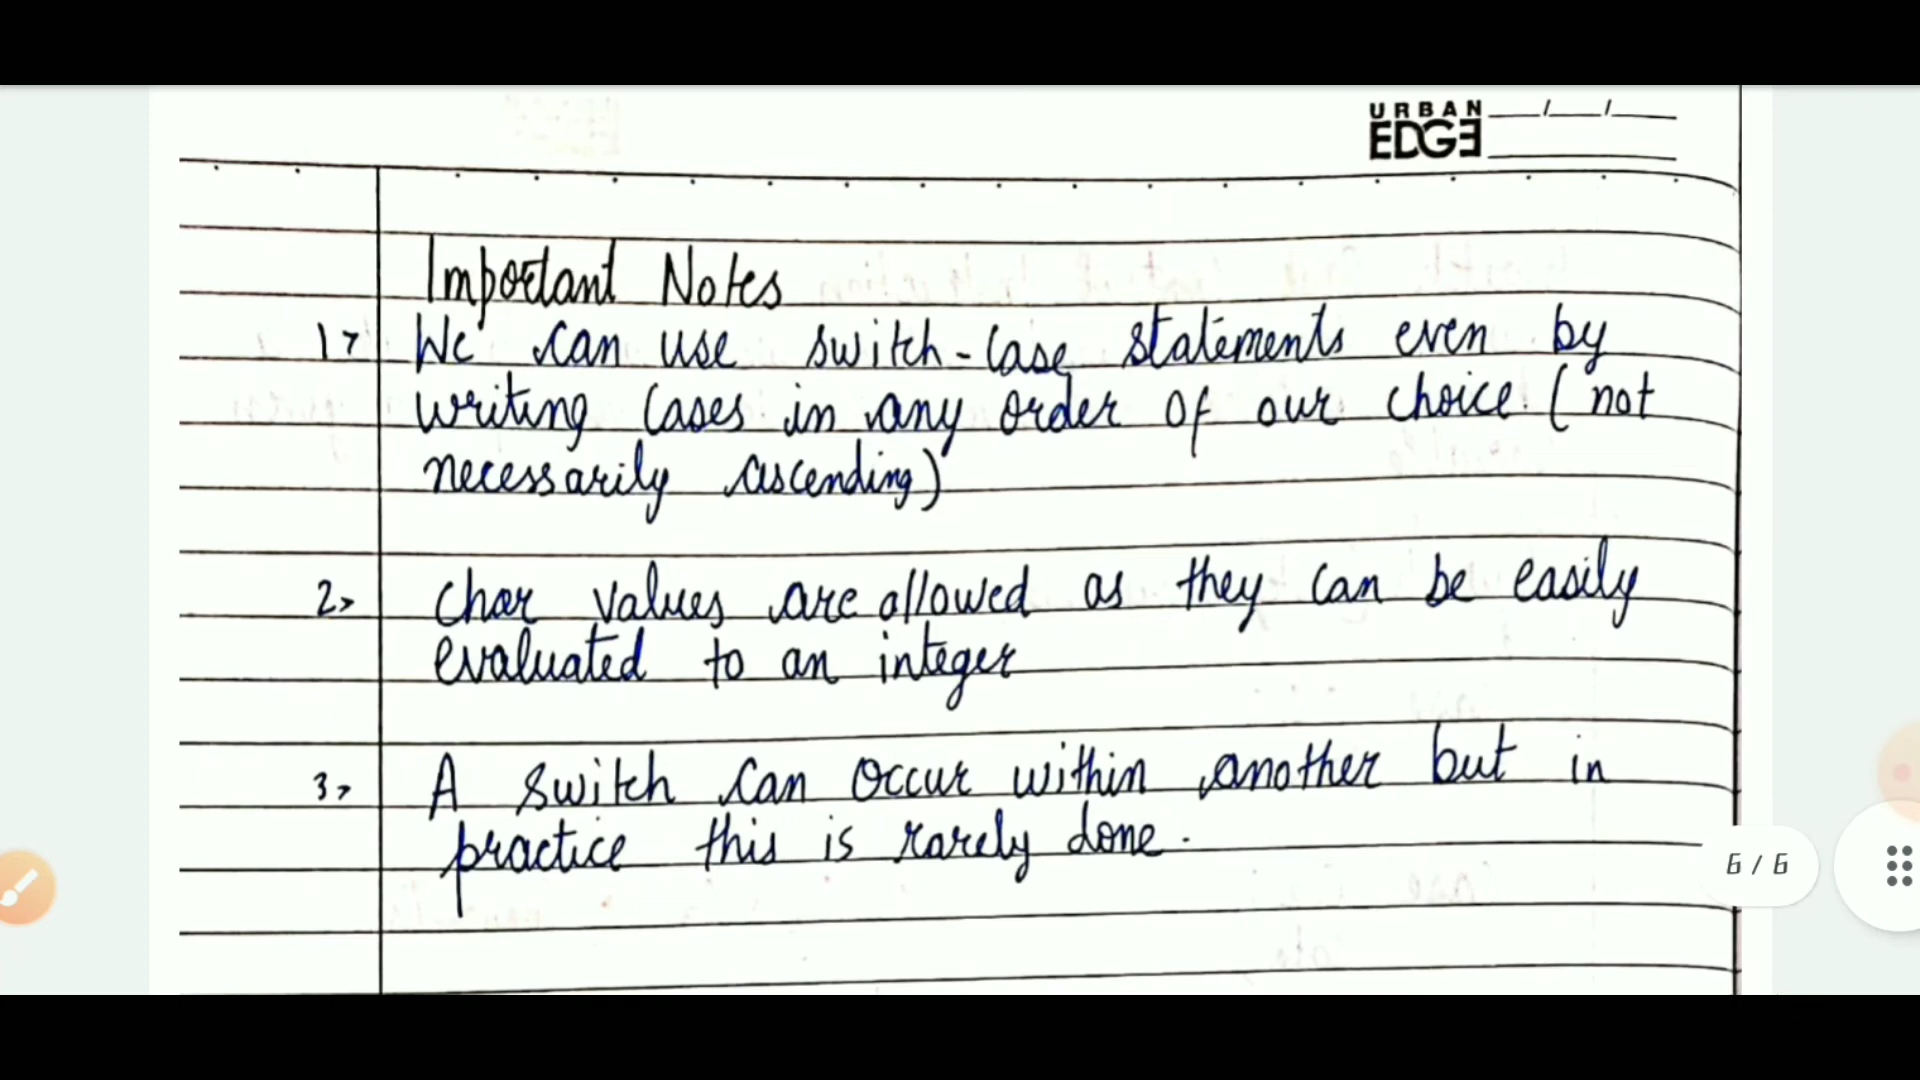 URBAN
EDGE
Important Notes
1> We can use switch-case statements even by
writing cases in any order of our choice. (not
necessarily ascending)
2> Char values are allowed as they can be easily
evaluated to an integer
3> A switch can occur within another but in
practice this is rarely done.
6 / 6